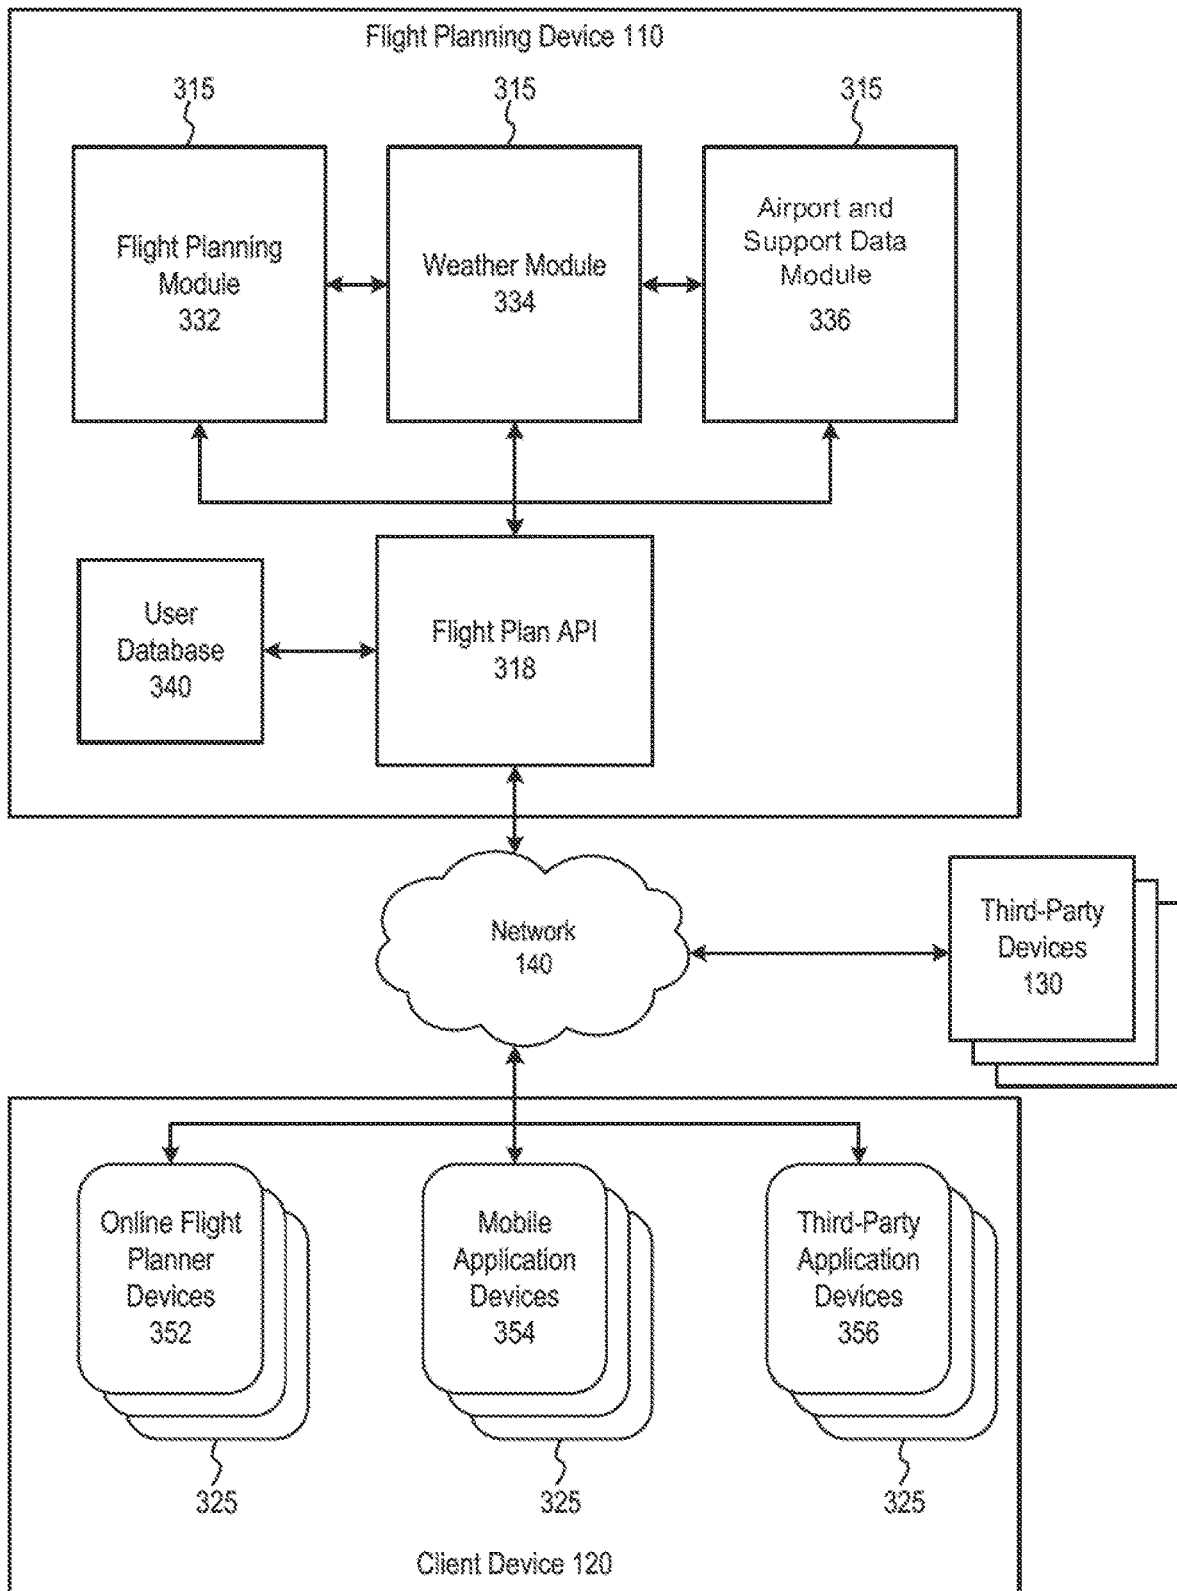 Flight Planning Device 110
315
315
315
Flight Planning
Module
332
Weather Module
334
Airport and
Support Data
Module
336
User
Database
340
Flight Plan API
318
Network
140
Third-Party
Devices
130
Online Flight
Planner
Devices
352
Mobile
Application
Devices
354
Third-Party
Application
Devices
356
325
325
325
Client Device 120